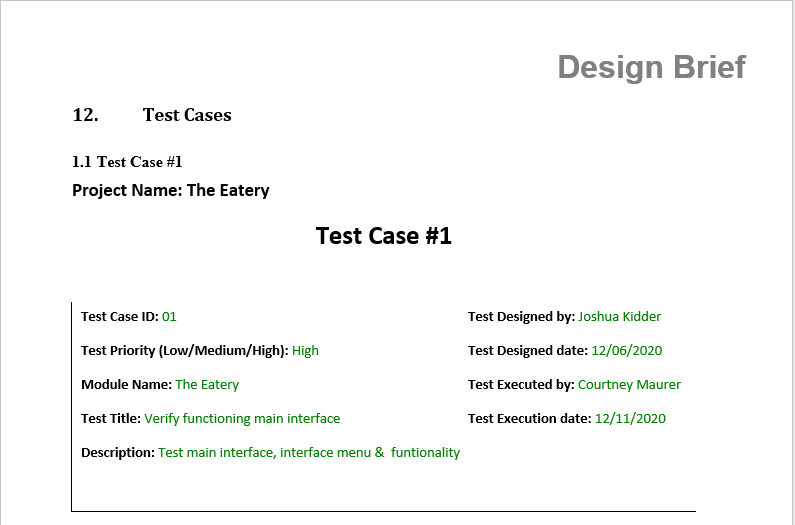 Design Brief
12. Test Cases
1.1 Test Case #1
Project Name: The Eatery
Test Case #1
Test Case ID: 01 Test Designed by: Joshua Kidder
Test Priority (Low/Medium/High): High Test Designed date: 12/06/2020
Module Name: The Eatery Test Executed by: Courtney Maurer
Test Title: Verify functioning main interface Test Execution date: 12/11/2020
Description: Test main interface, interface menu & funtionality